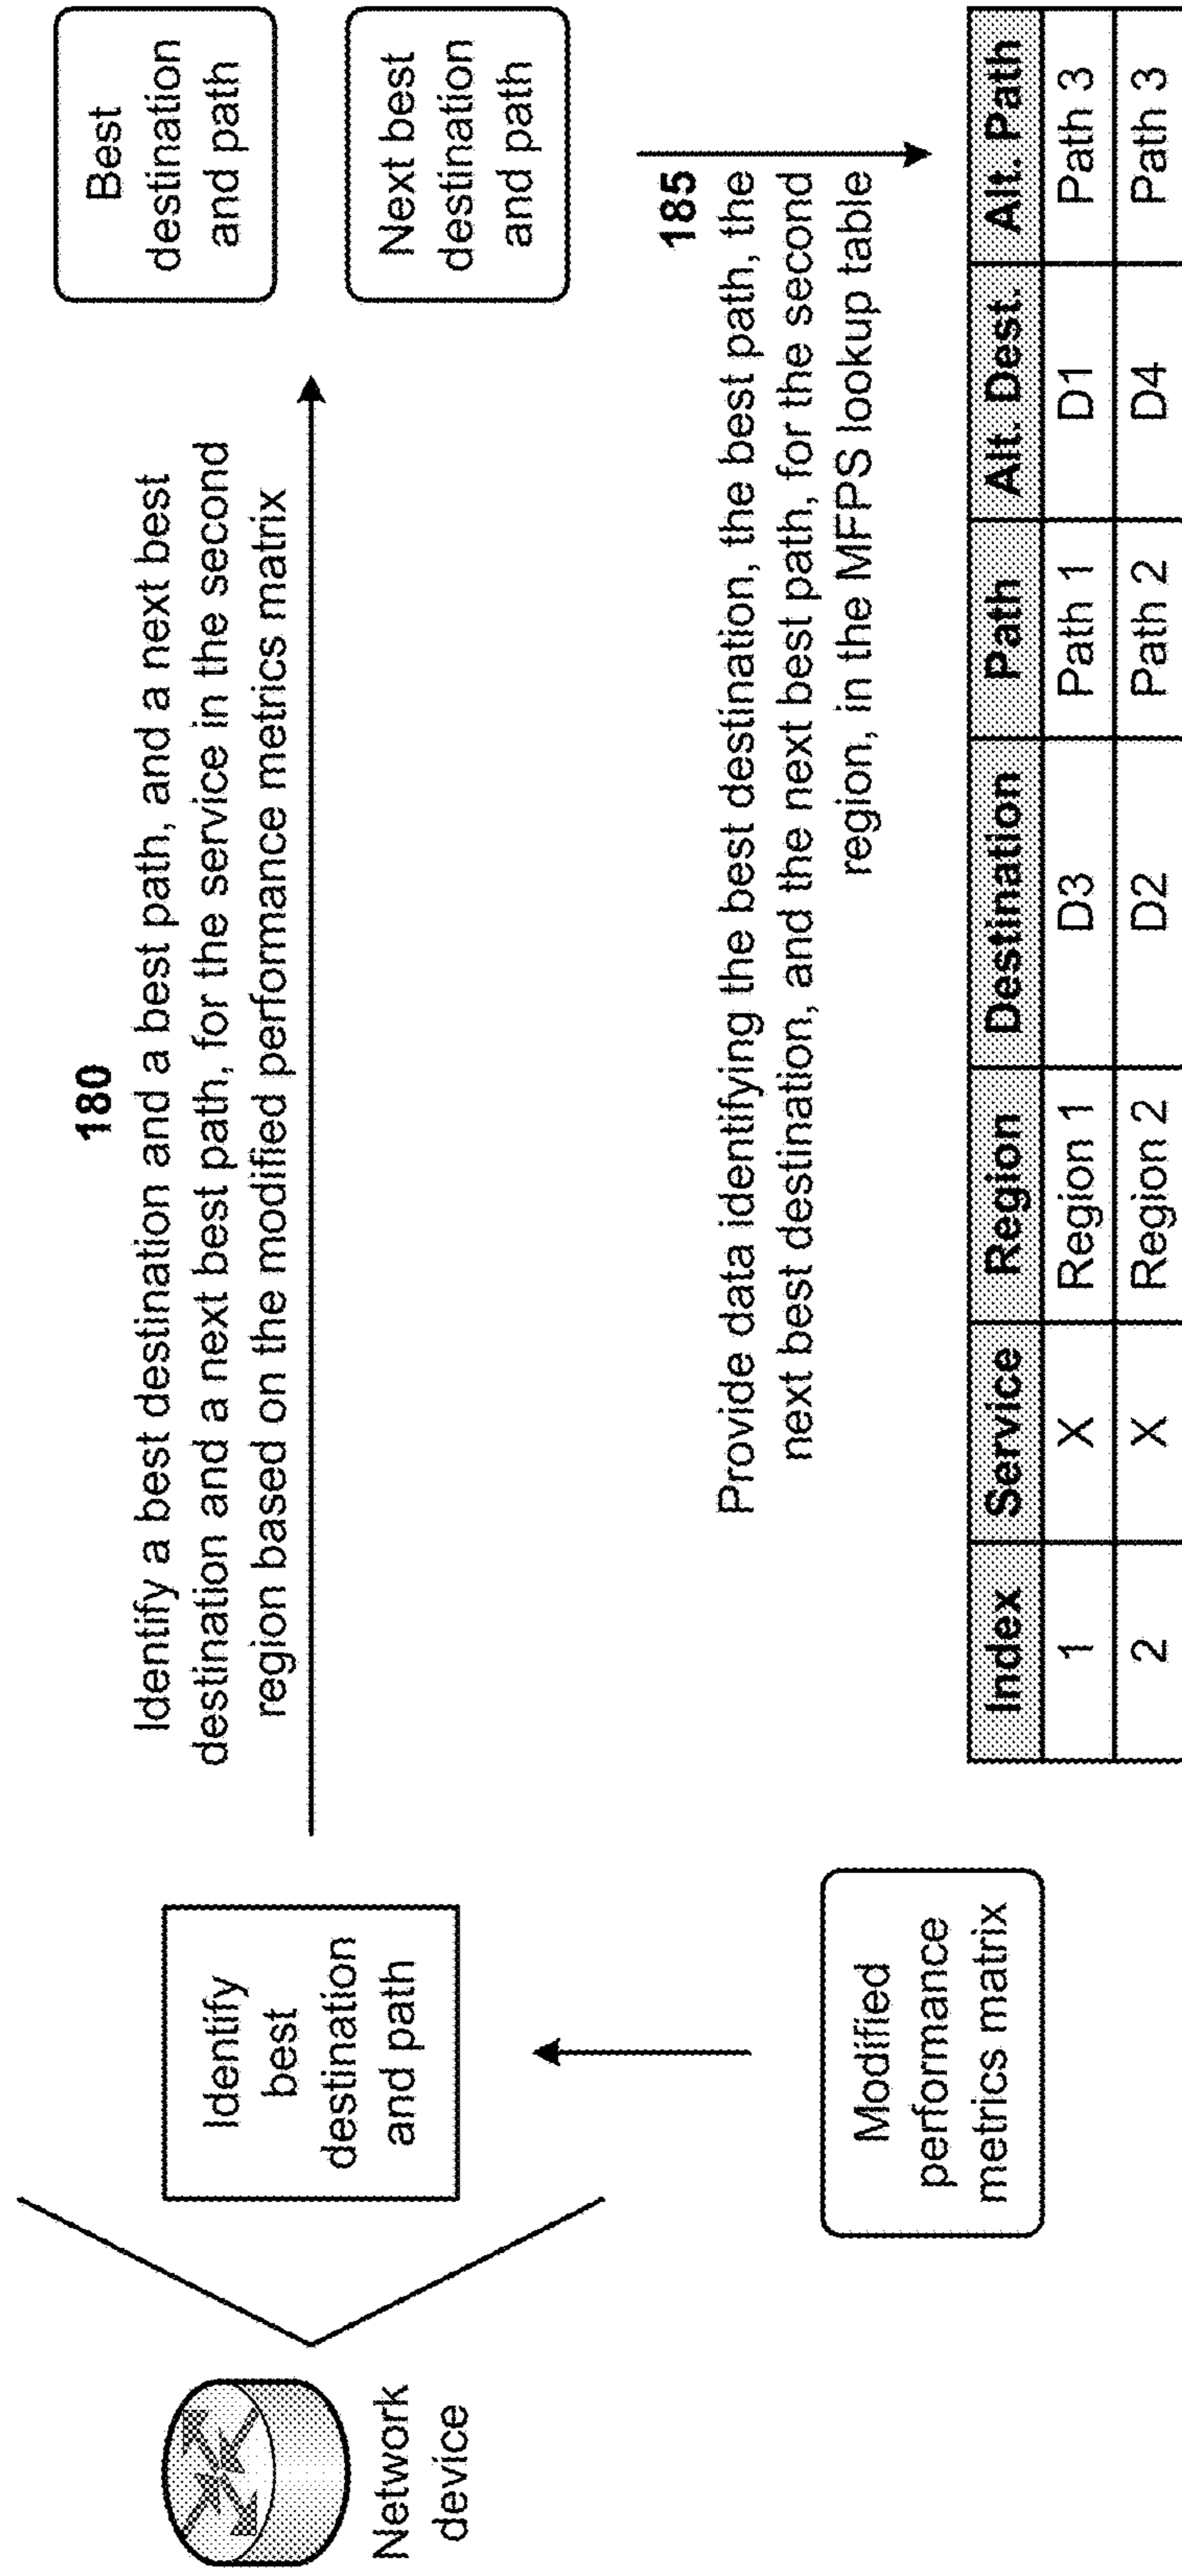 Network
device
Identify
best
destination
and path
Modified
performance
metrics matrix
180
Identify a best destination and a best path, and a next best
destination and a next best path, for the service in the second
region based on the modified performance metrics matrix
Best
destination
and path
Next best
destination
and path
185
Provide data identifying the best destination, the best path, the
next best destination, and the next best path, for the second
region, in the MFPS lookup table
Index Service Region Destination Path Alt. Dest. Alt. Path
1 X Region 1 D3 Path 1 D1 Path 3
2 X Region 2 D2 Path 2 D4 Path 3